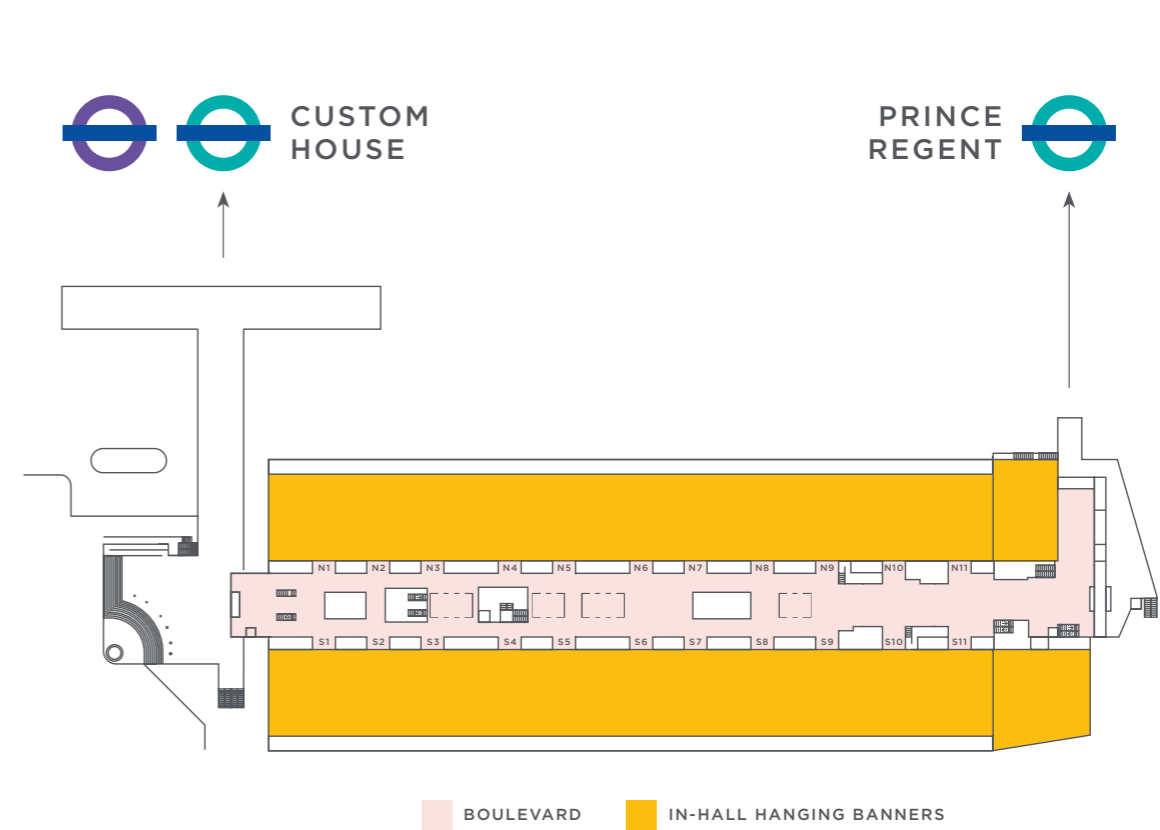 CUSTOM
HOUSE
PRINCE
REGENT
N1 N2 N3 N4 N5 N6 N7 N8 N9 N10 N11
S1 S2 S3 S4 S5 S6 S7 S8 S9 S10 S11
BOULEVARD
IN-HALL HANGING BANNERS